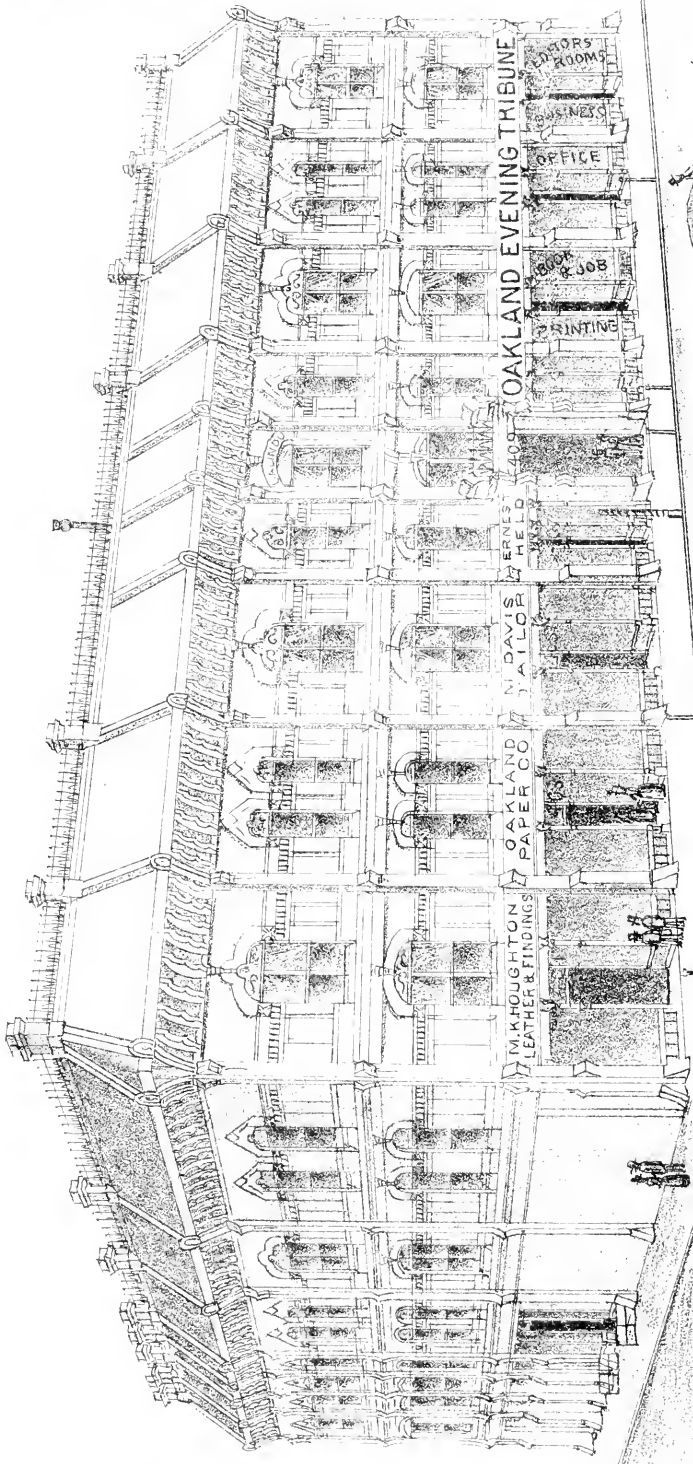 M.K HOUGHTON
LEATHER & FINDINGS
OAKLAND
PAPER CO
403
M. DAVIS
TAILOR
ERNEST
HELD
409
OAKLAND EVENING TRIBUNE
BOOK
& JOB
PRINTING
OFFICE
BUSINESS
EDITORS'
ROOMS